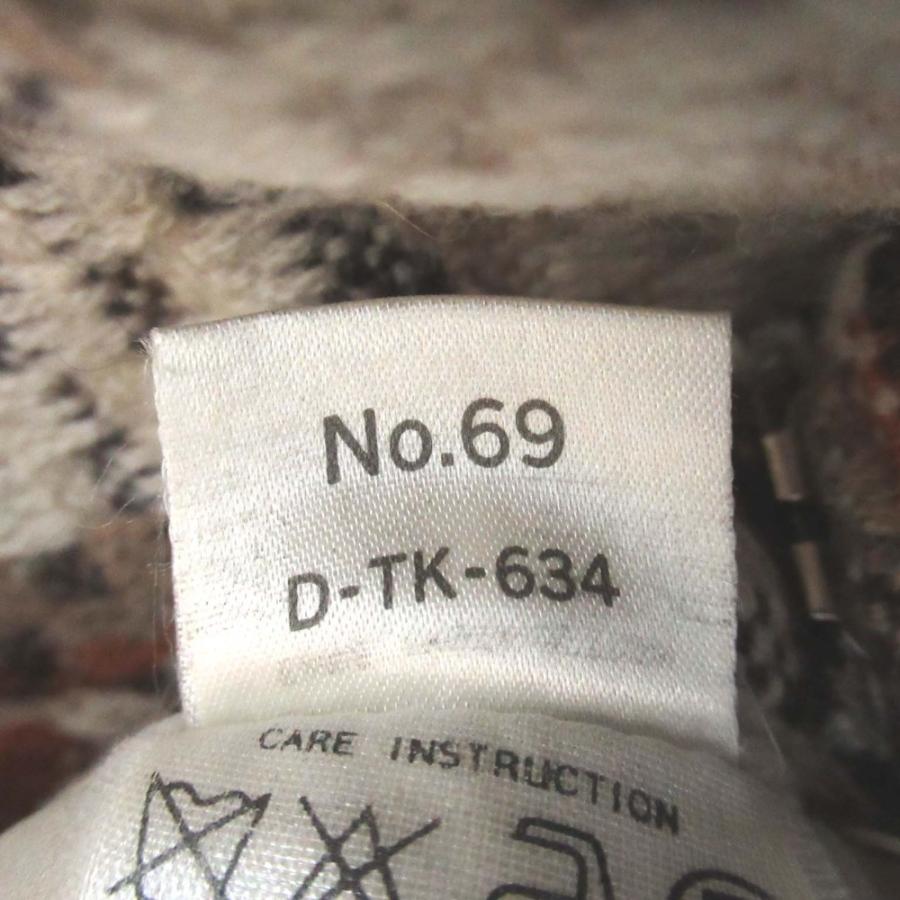 No.69
D-TK-634
CARE INSTRUCTION